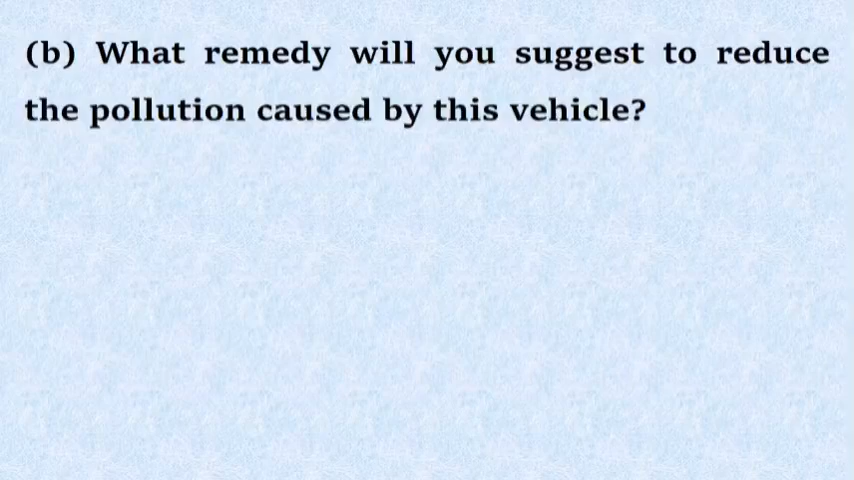 (b) What remedy will you suggest to reduce
the pollution caused by this vehicle?